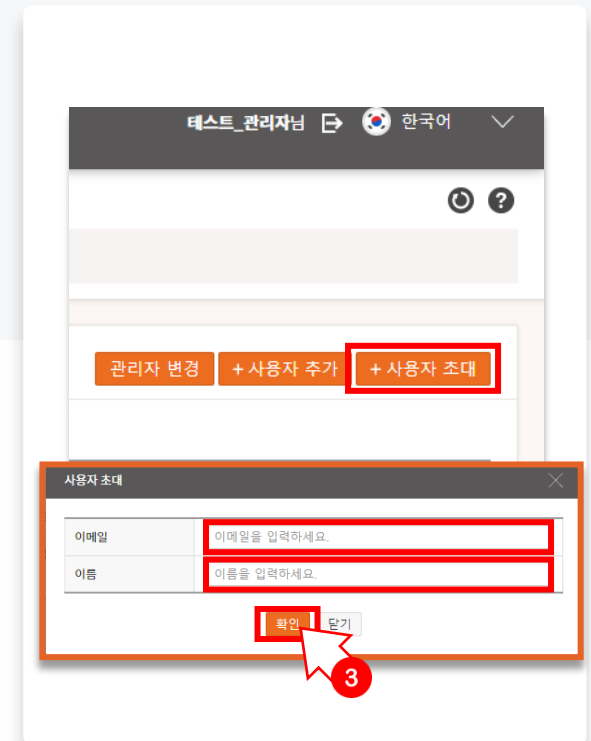 테스트_관리자님 한국어
?
관리자 변경 + 사용자 추가 + 사용자 초대
사용자 초대
이메일 이메일을 입력하세요.
이름 이름을 입력하세요.
확인 닫기
3